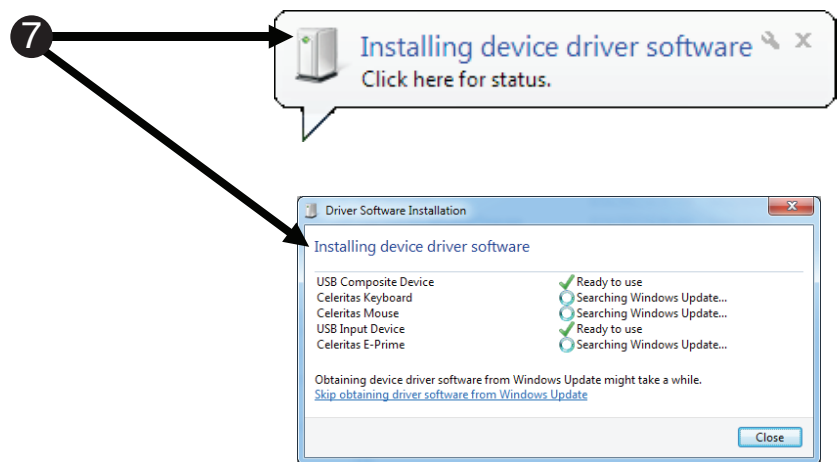 7
Installing device driver software
Click here for status.
Driver Software Installation
Installing device driver software
USB Composite Device Ready to use
Celeritas Keyboard Searching Windows Update...
Celeritas Mouse Searching Windows Update...
USB Input Device Ready to use
Celeritas E-Prime Searching Windows Update...
Obtaining device driver software from Windows Update might take a while.
Skip obtaining driver software from Windows Update
Close